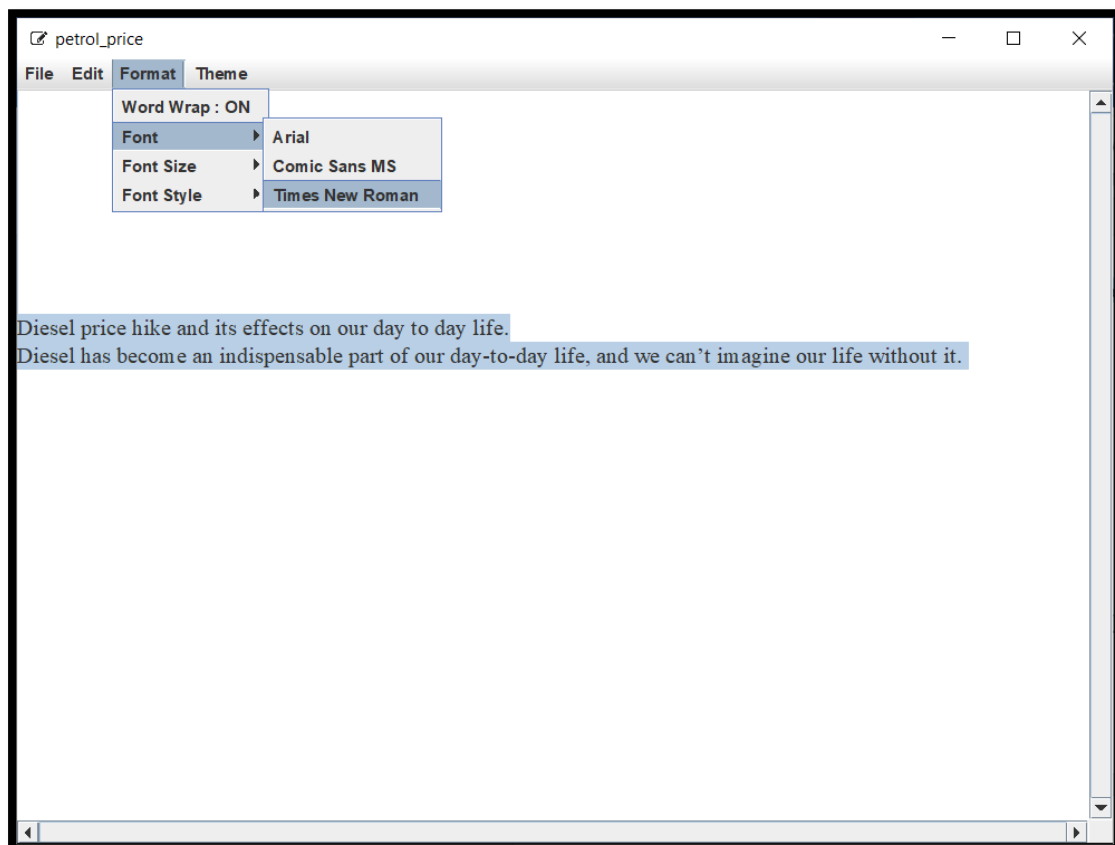 petrol_price
File Edit Format Theme
Word Wrap : ON
Font
Arial
Font Size
Comic Sans MS
Font Style
Times New Roman
Diesel price hike and its effects on our day to day life.
Diesel has become an indispensable part of our day-to-day life, and we can’t imagine our life without it.